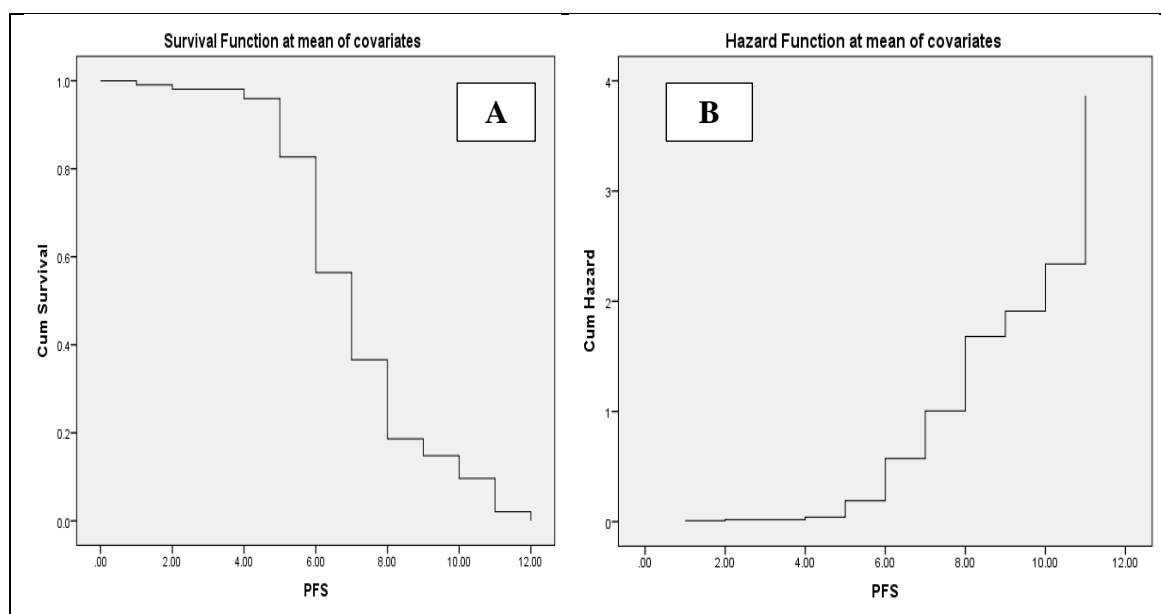 Survival Function at mean of covariates
A
Cum Survival
1.0
0.8
0.6
0.4
0.2
0.0
.00 2.00 4.00 6.00 8.00 10.00 12.00
PFS
Hazard Function at mean of covariates
B
Cum Hazard
4
3
2
1
0
.00 2.00 4.00 6.00 8.00 10.00 12.00
PFS